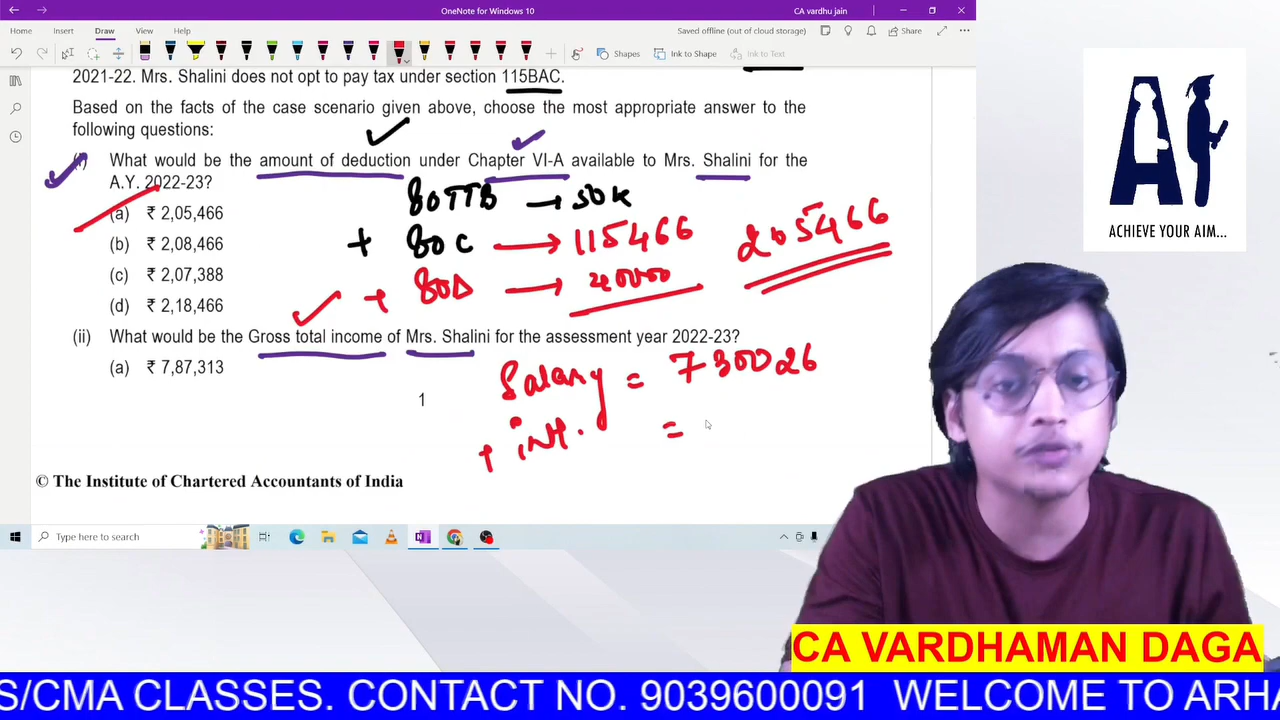 OneNote for Windows 10
CA vardhu jain
Home Insert Draw View Help
Saved offline (out of cloud storage)
Share
Shapes
Ink to Shape
Ink to Text
2021-22. Mrs. Shalini does not opt to pay tax under section 115BAC.
Based on the facts of the case scenario given above, choose the most appropriate answer to the
following questions:
(i) What would be the amount of deduction under Chapter VI-A available to Mrs. Shalini for the
A.Y. 2022-23?
80TTB → 50K
(a) ₹ 2,05,466
+ 80C → 115466
205466
(b) ₹ 2,08,466
(c) ₹ 2,07,388
+ 80D → 40000
(d) ₹ 2,18,466
(ii) What would be the Gross total income of Mrs. Shalini for the assessment year 2022-23?
(a) ₹ 7,87,313
Salary = 730026
1
+ int. =
© The Institute of Chartered Accountants of India
Type here to search
AI
ACHIEVE YOUR AIM...
CA VARDHAMAN DAGA
S/CMA CLASSES. CONTACT NO. 9039600091 WELCOME TO ARHA